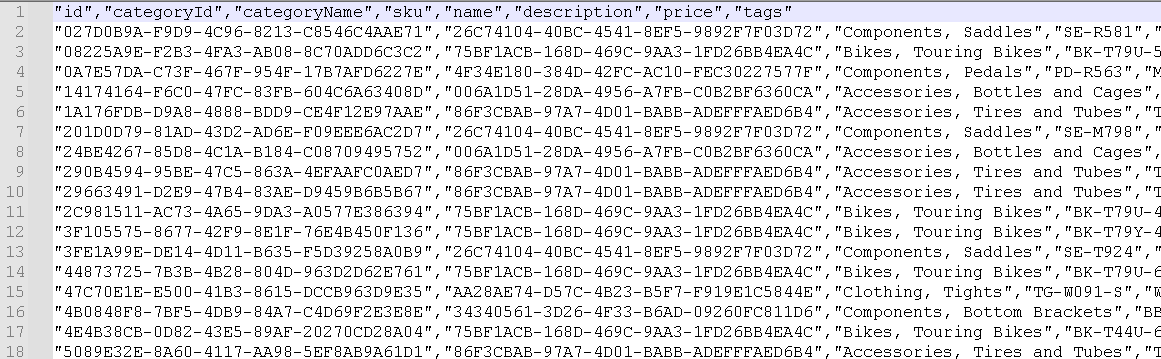 1 "id","categoryId","categoryName","sku","name","description","price","tags"
2 "027D0B9A-F9D9-4C96-8213-C8546C4AAE71","26C74104-40BC-4541-8EF5-9892F7F03D72","Components, Saddles","SE-R581","
3 "08225A9E-F2B3-4FA3-AB08-8C70ADD6C3C2","75BF1ACB-168D-469C-9AA3-1FD26BB4EA4C","Bikes, Touring Bikes","BK-T79U-5
4 "0A7E57DA-C73F-467F-954F-17B7AFD6227E","4F34E180-384D-42FC-AC10-FEC30227577F","Components, Pedals","PD-R563","M
5 "14174164-F6C0-47FC-83FB-604C6A63408D","006A1D51-28DA-4956-A7FB-C0B2BF6360CA","Accessories, Bottles and Cages",
6 "1A176FDB-D9A8-4888-BDD9-CE4F12E97AAE","86F3CBAB-97A7-4D01-BABB-ADEFFFAED6B4","Accessories, Tires and Tubes","T
7 "201D0D79-81AD-43D2-AD6E-F09EEE6AC2D7","26C74104-40BC-4541-8EF5-9892F7F03D72","Components, Saddles","SE-M798","
8 "24BE4267-85D8-4C1A-B184-C08709495752","006A1D51-28DA-4956-A7FB-C0B2BF6360CA","Accessories, Bottles and Cages",
9 "290B4594-95BE-47C5-863A-4EFAAFC0AED7","86F3CBAB-97A7-4D01-BABB-ADEFFFAED6B4","Accessories, Tires and Tubes","T
10 "29663491-D2E9-47B4-83AE-D9459B6B5B67","86F3CBAB-97A7-4D01-BABB-ADEFFFAED6B4","Accessories, Tires and Tubes","T
11 "2C981511-AC73-4A65-9DA3-A0577E386394","75BF1ACB-168D-469C-9AA3-1FD26BB4EA4C","Bikes, Touring Bikes","BK-T79U-4
12 "3F105575-8677-42F9-8E1F-76E4B450F136","75BF1ACB-168D-469C-9AA3-1FD26BB4EA4C","Bikes, Touring Bikes","BK-T79Y-4
13 "3FE1A99E-DE14-4D11-B635-F5D39258A0B9","26C74104-40BC-4541-8EF5-9892F7F03D72","Components, Saddles","SE-T924","
14 "44873725-7B3B-4B28-804D-963D2D62E761","75BF1ACB-168D-469C-9AA3-1FD26BB4EA4C","Bikes, Touring Bikes","BK-T79U-6
15 "47C70E1E-E500-41B3-8615-DCCB963D9E35","AA28AE74-D57C-4B23-B5F7-F919E1C5844E","Clothing, Tights","TG-W091-S","W
16 "4B0848F8-7BF5-4DB9-84A7-C4D69F2E3E8E","34340561-3D26-4F33-B6AD-09260FC811D6","Components, Bottom Brackets","BB
17 "4E4B38CB-0D82-43E5-89AF-20270CD28A04","75BF1ACB-168D-469C-9AA3-1FD26BB4EA4C","Bikes, Touring Bikes","BK-T44U-6
18 "5089E32E-8A60-4117-AA98-5EF8AB9A61D1","86F3CBAB-97A7-4D01-BABB-ADEFFFAED6B4","Accessories, Tires and Tubes","T